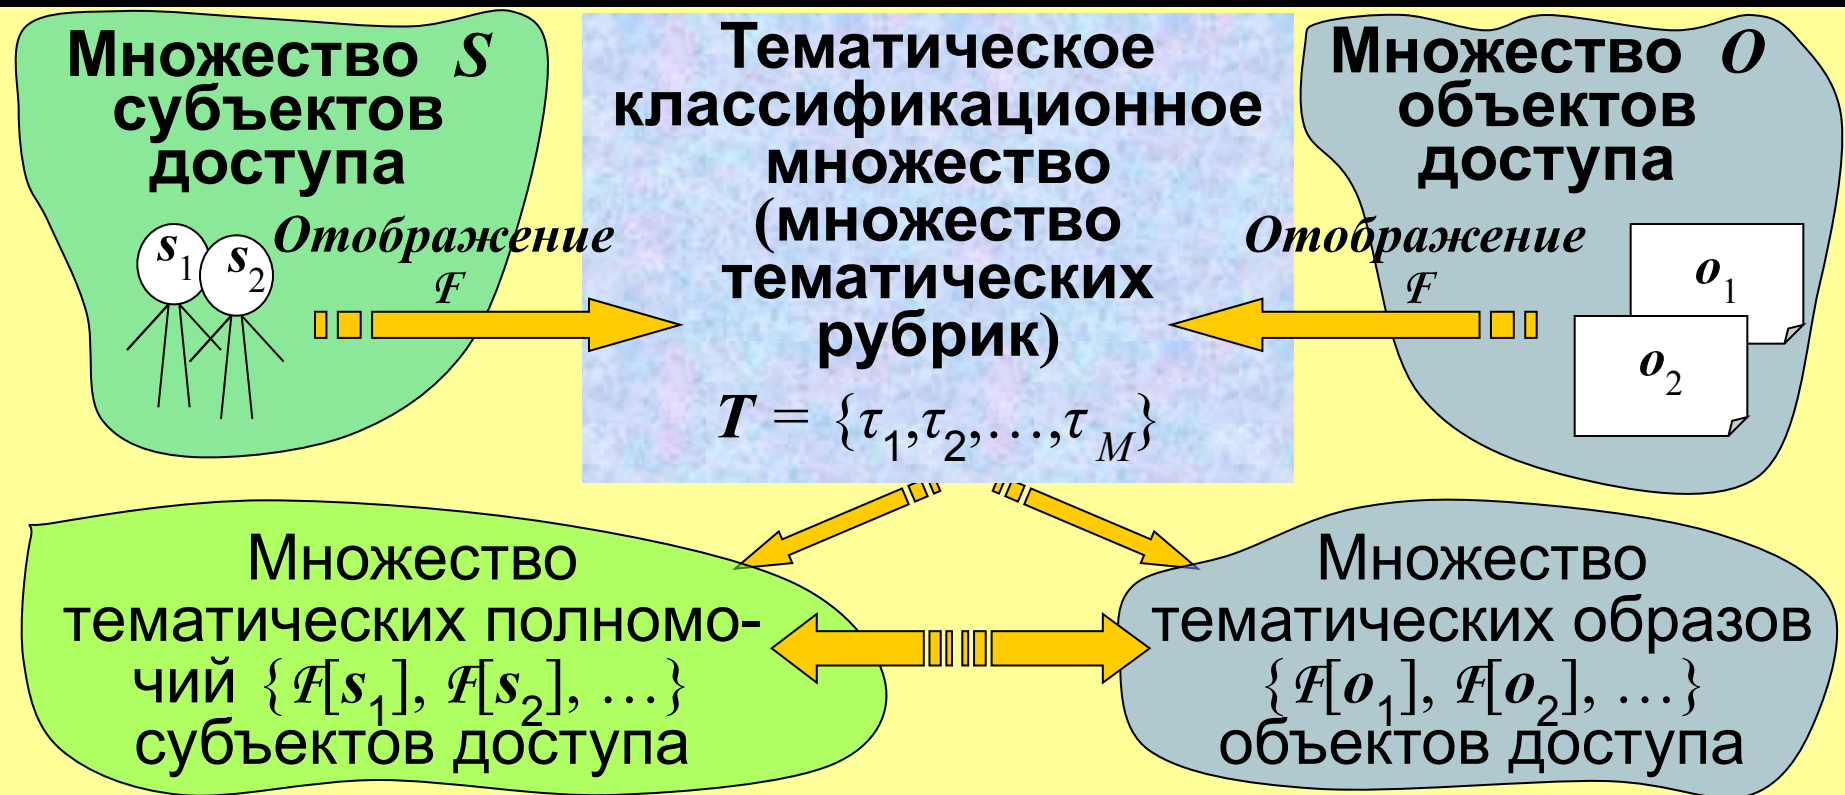 Множество S
субъектов
доступа
s1 s2
Отображение
ℱ
Тематическое
классификационное
множество
(множество
тематических
рубрик)
T = {τ1,τ2,…,τM}
Множество O
объектов
доступа
Отображение
ℱ
o1
o2
Множество
тематических полномо-
чий {ℱ[s1], ℱ[s2], …}
субъектов доступа
Множество
тематических образов
{ℱ[o1], ℱ[o2], …}
объектов доступа